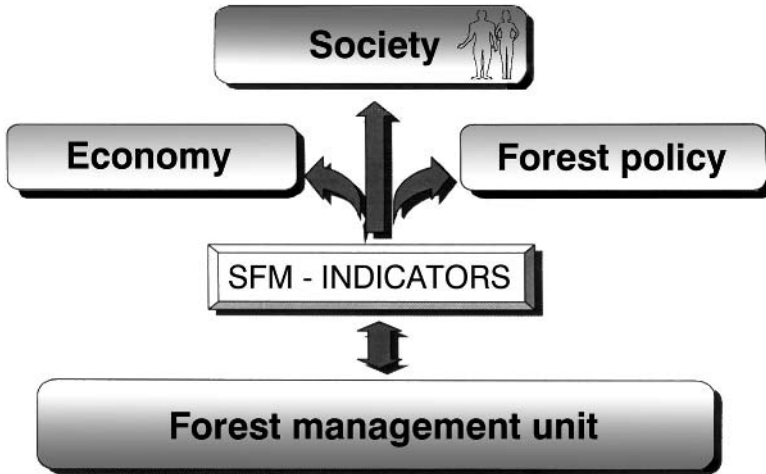 Society
Economy
Forest policy
SFM - INDICATORS
Forest management unit